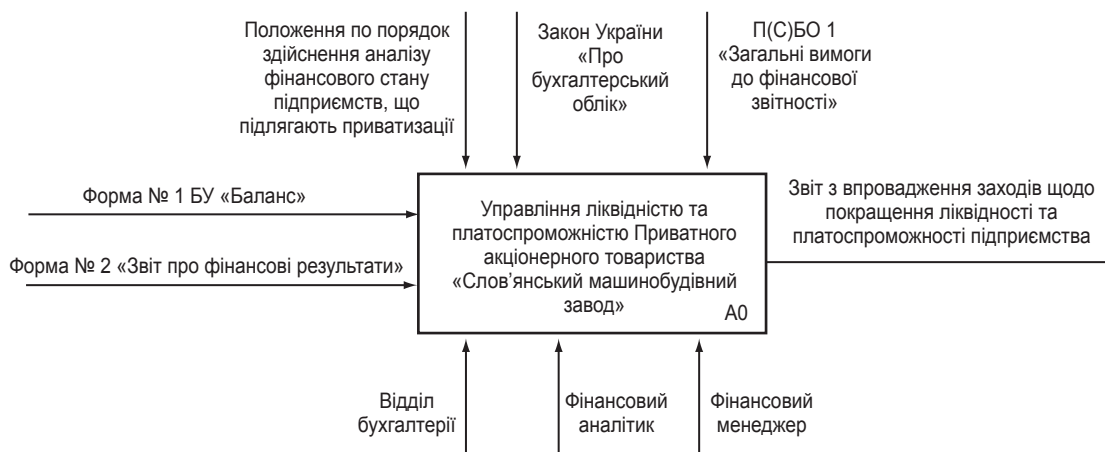 Положення по порядок
здійснення аналізу
фінансового стану
підприємств, що
підлягають приватизації
Закон України
«Про
бухгалтерський
облік»
П(С)БО 1
«Загальні вимоги
до фінансової
звітності»
Форма № 1 БУ «Баланс»
Форма № 2 «Звіт про фінансові результати»
Управління ліквідністю та
платоспроможністю Приватного
акціонерного товариства
«Слов’янський машинобудівний
завод»
А0
Звіт з впровадження заходів щодо
покращення ліквідності та
платоспроможності підприємства
Відділ
бухгалтерії
Фінансовий
аналітик
Фінансовий
менеджер